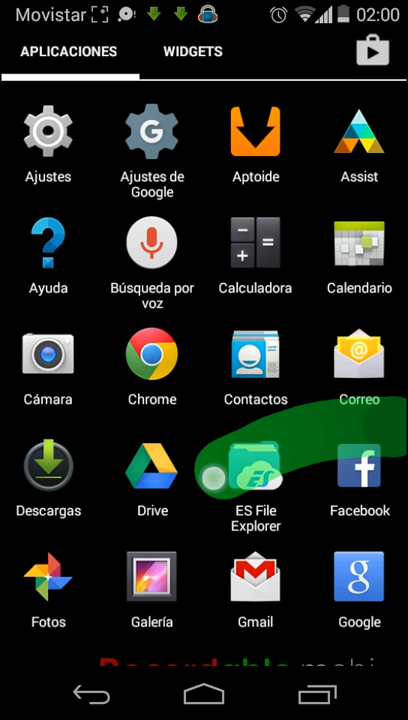 Movistar 02:00
APLICACIONES WIDGETS
Ajustes Ajustes de Google Aptoide Assist
Ayuda Búsqueda por voz Calculadora Calendario
Cámara Chrome Contactos Correo
Descargas Drive ES File Explorer Facebook
Fotos Galería Gmail Google